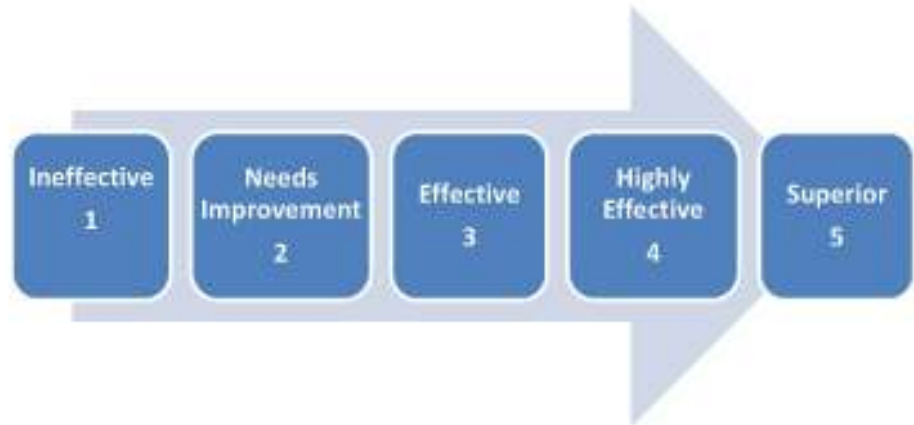 Ineffective
1
Needs
Improvement
2
Effective
3
Highly
Effective
4
Superior
5